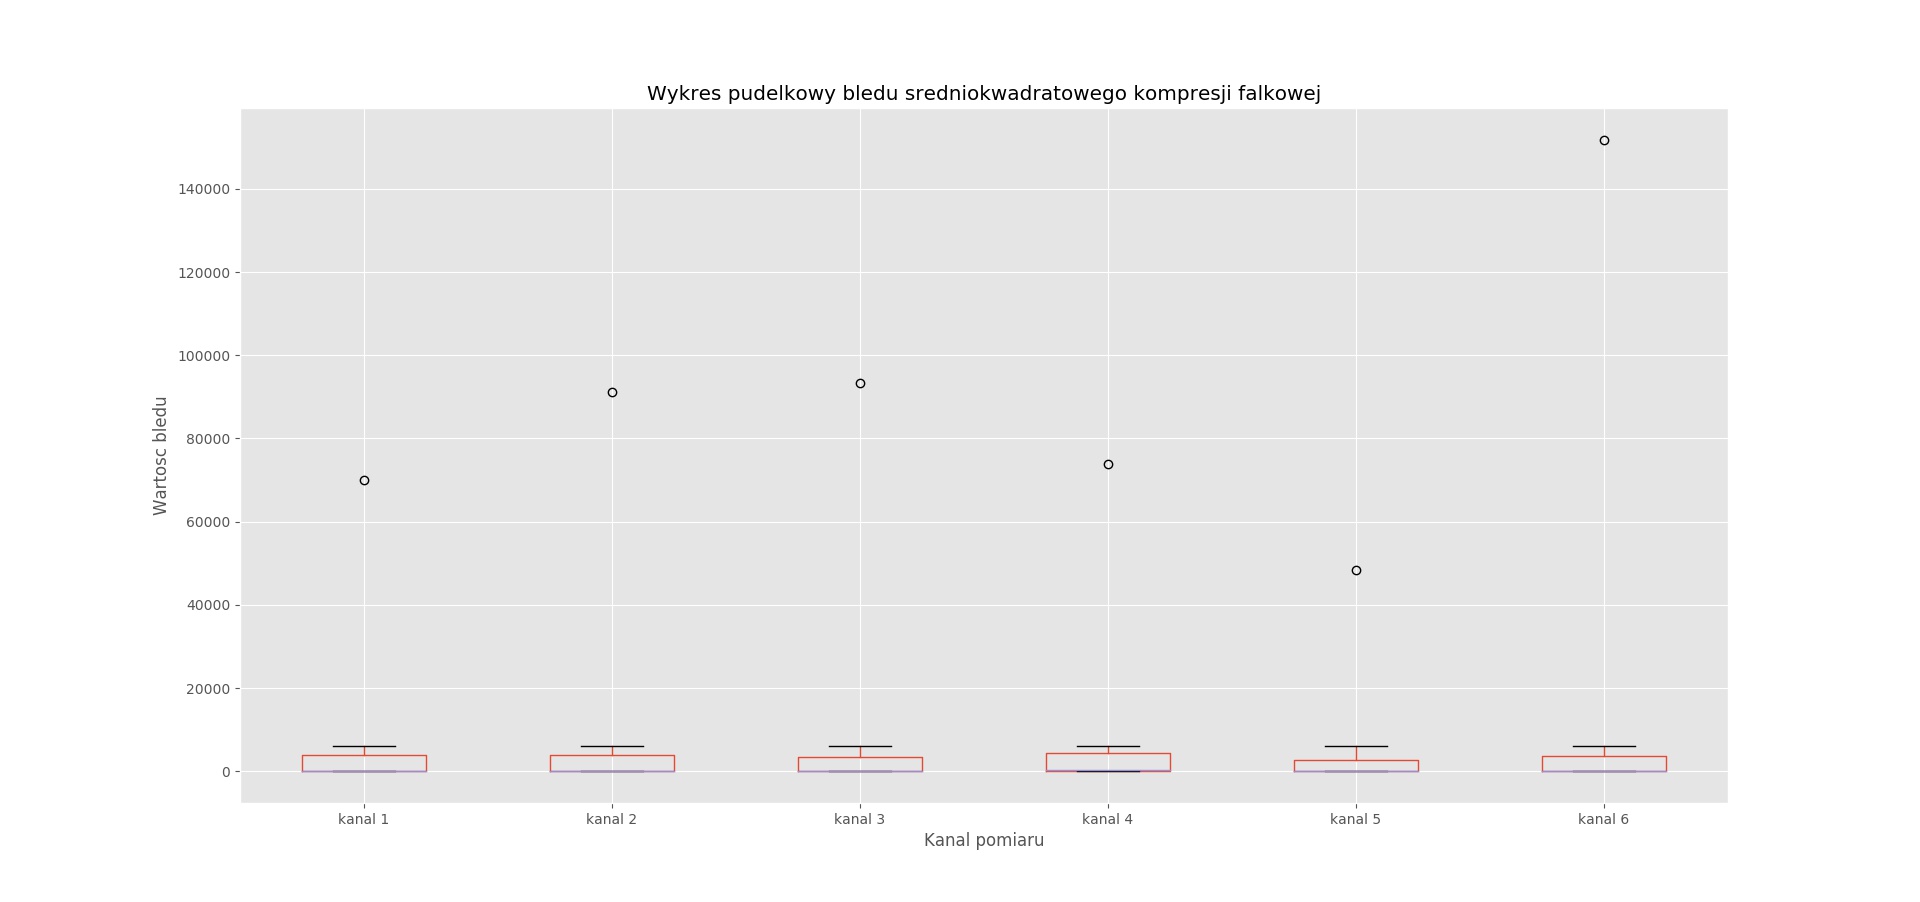 Wykres pudelkowy bledu sredniokwadratowego kompresji falkowej
Wartosc bledu
140000
120000
100000
80000
60000
40000
20000
0
kanal 1 kanal 2 kanal 3 kanal 4 kanal 5 kanal 6
Kanal pomiaru